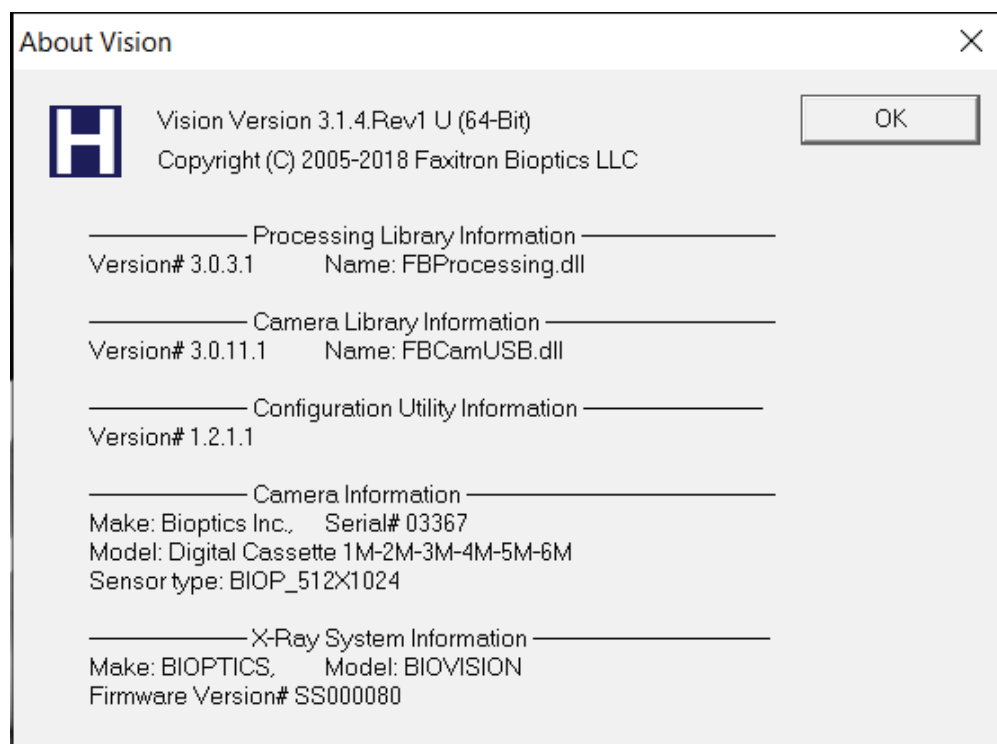 About Vision
H
Vision Version 3.1.4.Rev1 U (64-Bit)
OK
Copyright (C) 2005-2018 Faxitron Bioptics LLC
Processing Library Information
Version# 3.0.3.1 Name: FBProcessing.dll
Camera Library Information
Version# 3.0.11.1 Name: FBCamUSB.dll
Configuration Utility Information
Version# 1.2.1.1
Camera Information
Make: Bioptics Inc., Serial# 03367
Model: Digital Cassette 1M-2M-3M-4M-5M-6M
Sensor type: BIOP_512X1024
X-Ray System Information
Make: BIOPTICS, Model: BIOVISION
Firmware Version# SS000080